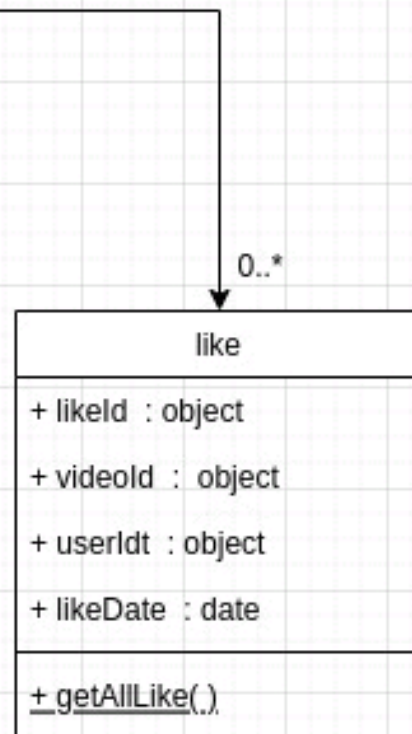 0..*
like
+ likeId : object
+ videoId : object
+ userIdt : object
+ likeDate : date
+ getAllLike( )